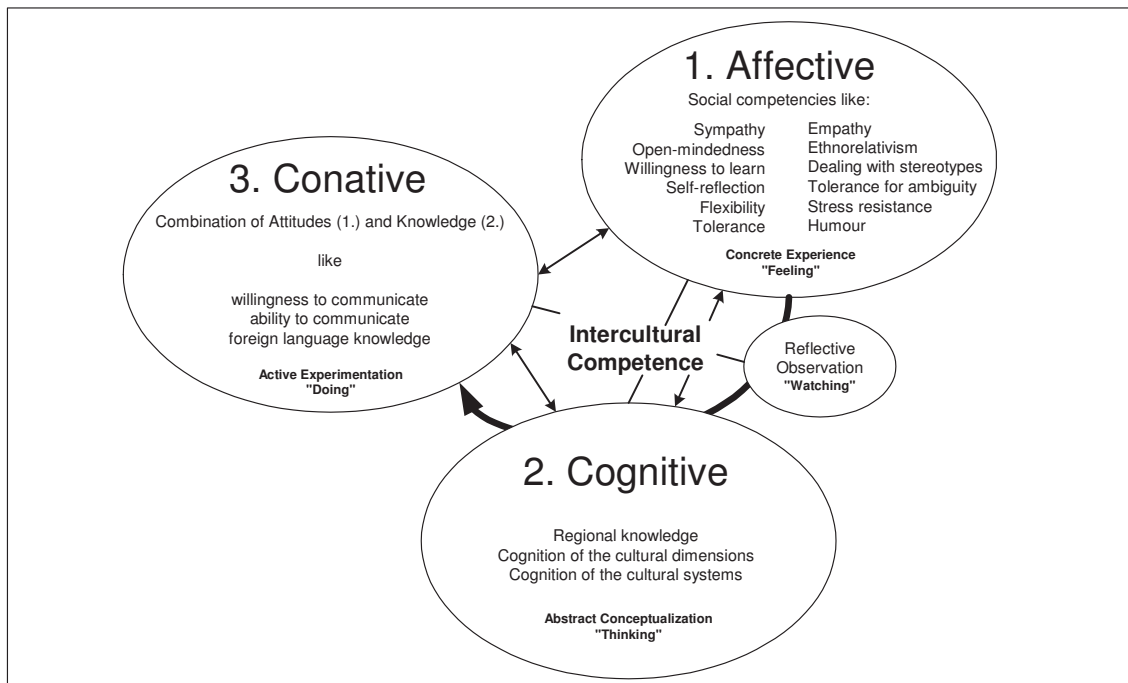 1. Affective
Social competencies like:
Sympathy
Open-mindedness
Willingness to learn
Self-reflection
Flexibility
Tolerance
Empathy
Ethnorelativism
Dealing with stereotypes
Tolerance for ambiguity
Stress resistance
Humour
Concrete Experience
"Feeling"
3. Conative
Combination of Attitudes (1.) and Knowledge (2.)
like
willingness to communicate
ability to communicate
foreign language knowledge
Active Experimentation
"Doing"
Intercultural
Competence
Reflective
Observation
"Watching"
2. Cognitive
Regional knowledge
Cognition of the cultural dimensions
Cognition of the cultural systems
Abstract Conceptualization
"Thinking"